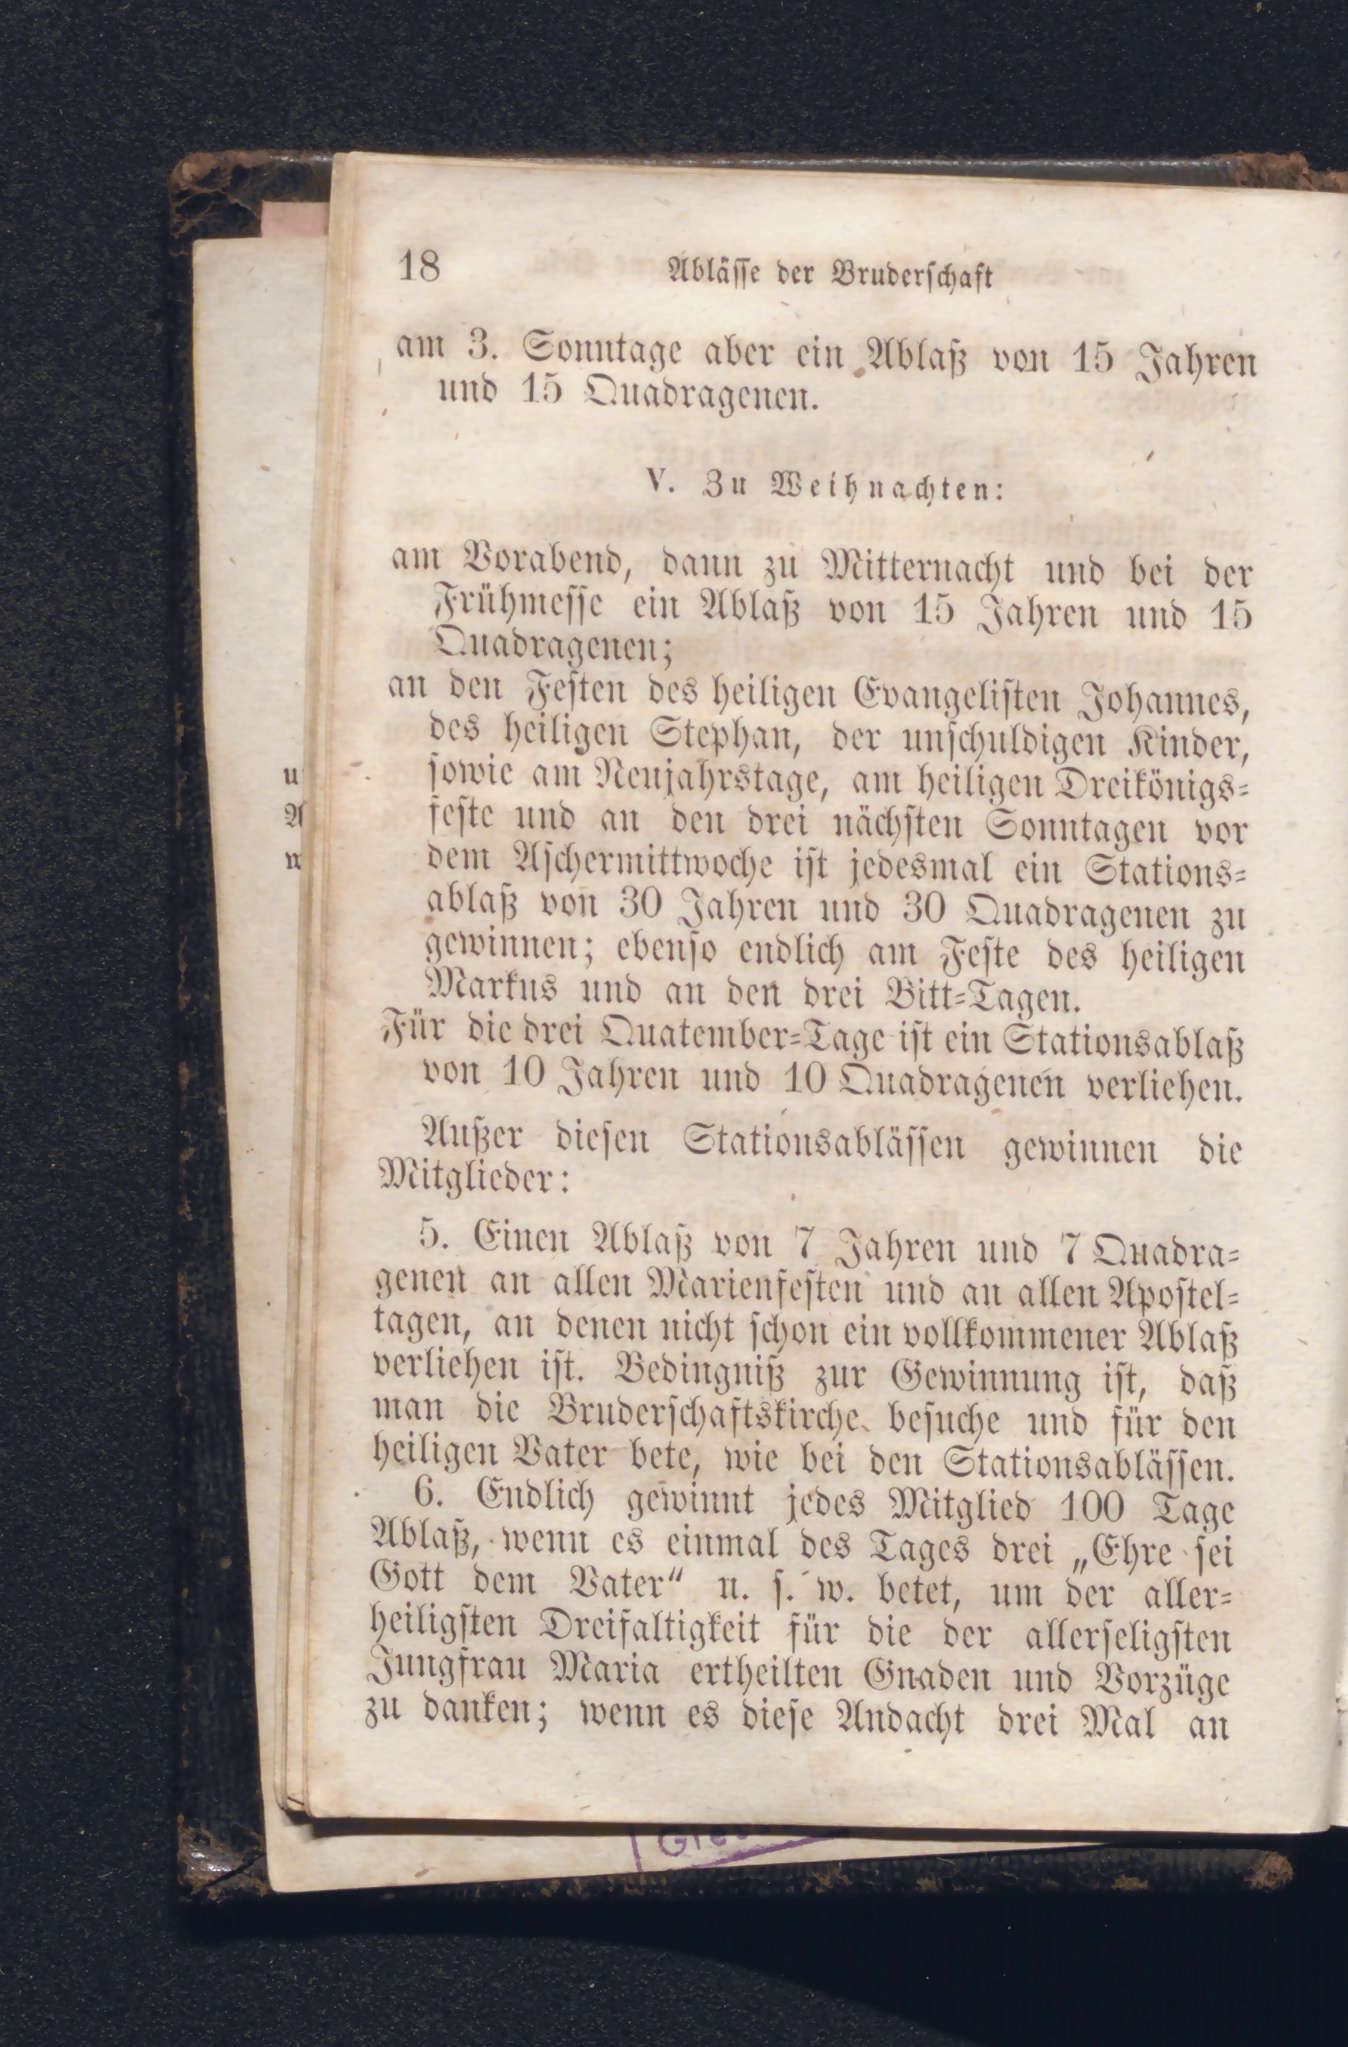 18
Ablässe der Bruderschaft
am 3. Sonntage aber ein Ablaß von 15 Jahren
und 15 Quadragenen.
V. Zu Weihnachten:
am Vorabend, dann zu Mitternacht und bei der
Frühmesse ein Ablaß von 15 Jahren und 15
Quadragenen;
an den Festen des heiligen Evangelisten Johannes,
des heiligen Stephan, der unschuldigen Kinder,
sowie am Neujahrstage, am heiligen Dreikönigs-
feste und an den drei nächsten Sonntagen vor
dem Aschermittwoche ist jedesmal ein Stations-
ablaß von 30 Jahren und 30 Quadragenen zu
gewinnen; ebenso endlich am Feste des heiligen
Markus und an den drei Bitt-Tagen.
Für die drei Quatember-Tage ist ein Stationsablaß
von 10 Jahren und 10 Quadragenen verliehen.
Außer diesen Stationsablässen gewinnen die
Mitglieder:
5. Einen Ablaß von 7 Jahren und 7 Quadra-
genen an allen Marienfesten und an allen Apostel-
tagen, an denen nicht schon ein vollkommener Ablaß
verliehen ist. Bedingniß zur Gewinnung ist, daß
man die Bruderschaftskirche besuche und für den
heiligen Vater bete, wie bei den Stationsablässen.
6. Endlich gewinnt jedes Mitglied 100 Tage
Ablaß, wenn es einmal des Tages drei „Ehre sei
Gott dem Vater“ u. s. w. betet, um der aller-
heiligsten Dreifaltigkeit für die der allerseligsten
Jungfrau Maria ertheilten Gnaden und Vorzüge
zu danken; wenn es diese Andacht drei Mal an